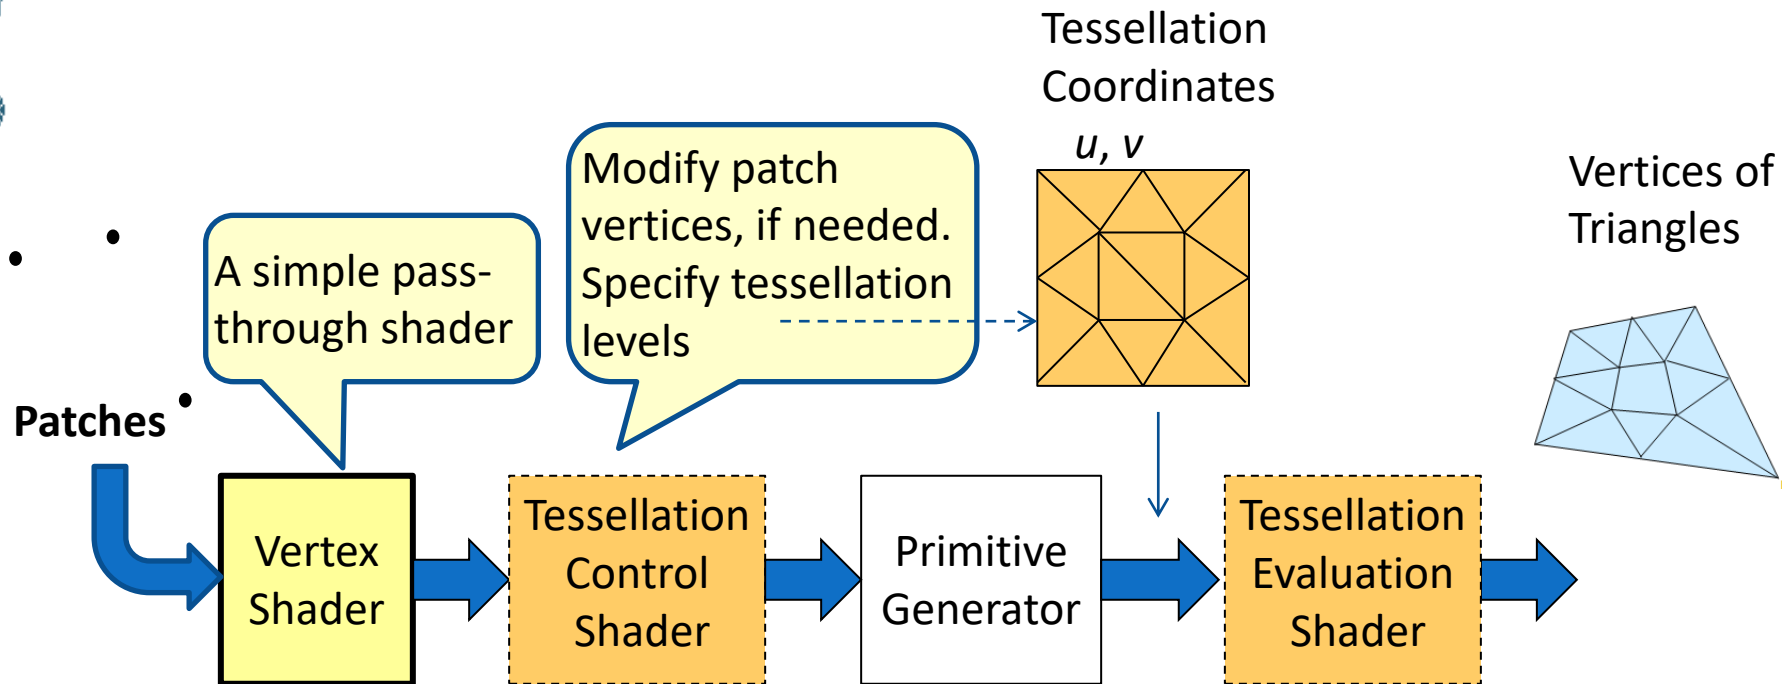 Tessellation
Coordinates
u, v
Vertices of
Triangles
A simple pass-
through shader
Modify patch
vertices, if needed.
Specify tessellation
levels
Patches
Vertex
Shader
Tessellation
Control
Shader
Primitive
Generator
Tessellation
Evaluation
Shader